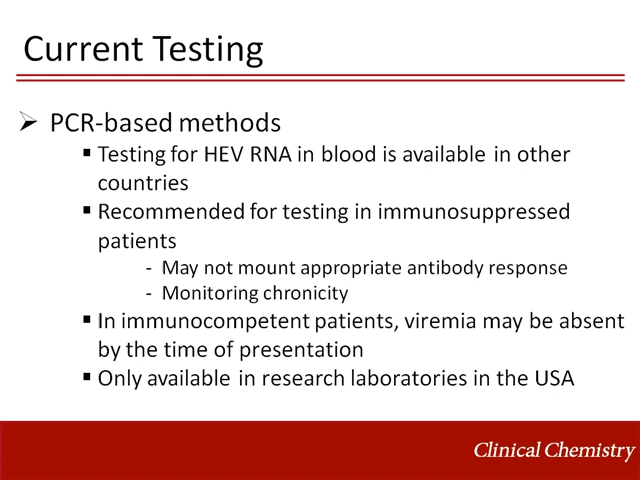 Current Testing
➢ PCR-based methods
▪ Testing for HEV RNA in blood is available in other
countries
▪ Recommended for testing in immunosuppressed
patients
- May not mount appropriate antibody response
- Monitoring chronicity
▪ In immunocompetent patients, viremia may be absent
by the time of presentation
▪ Only available in research laboratories in the USA
Clinical Chemistry